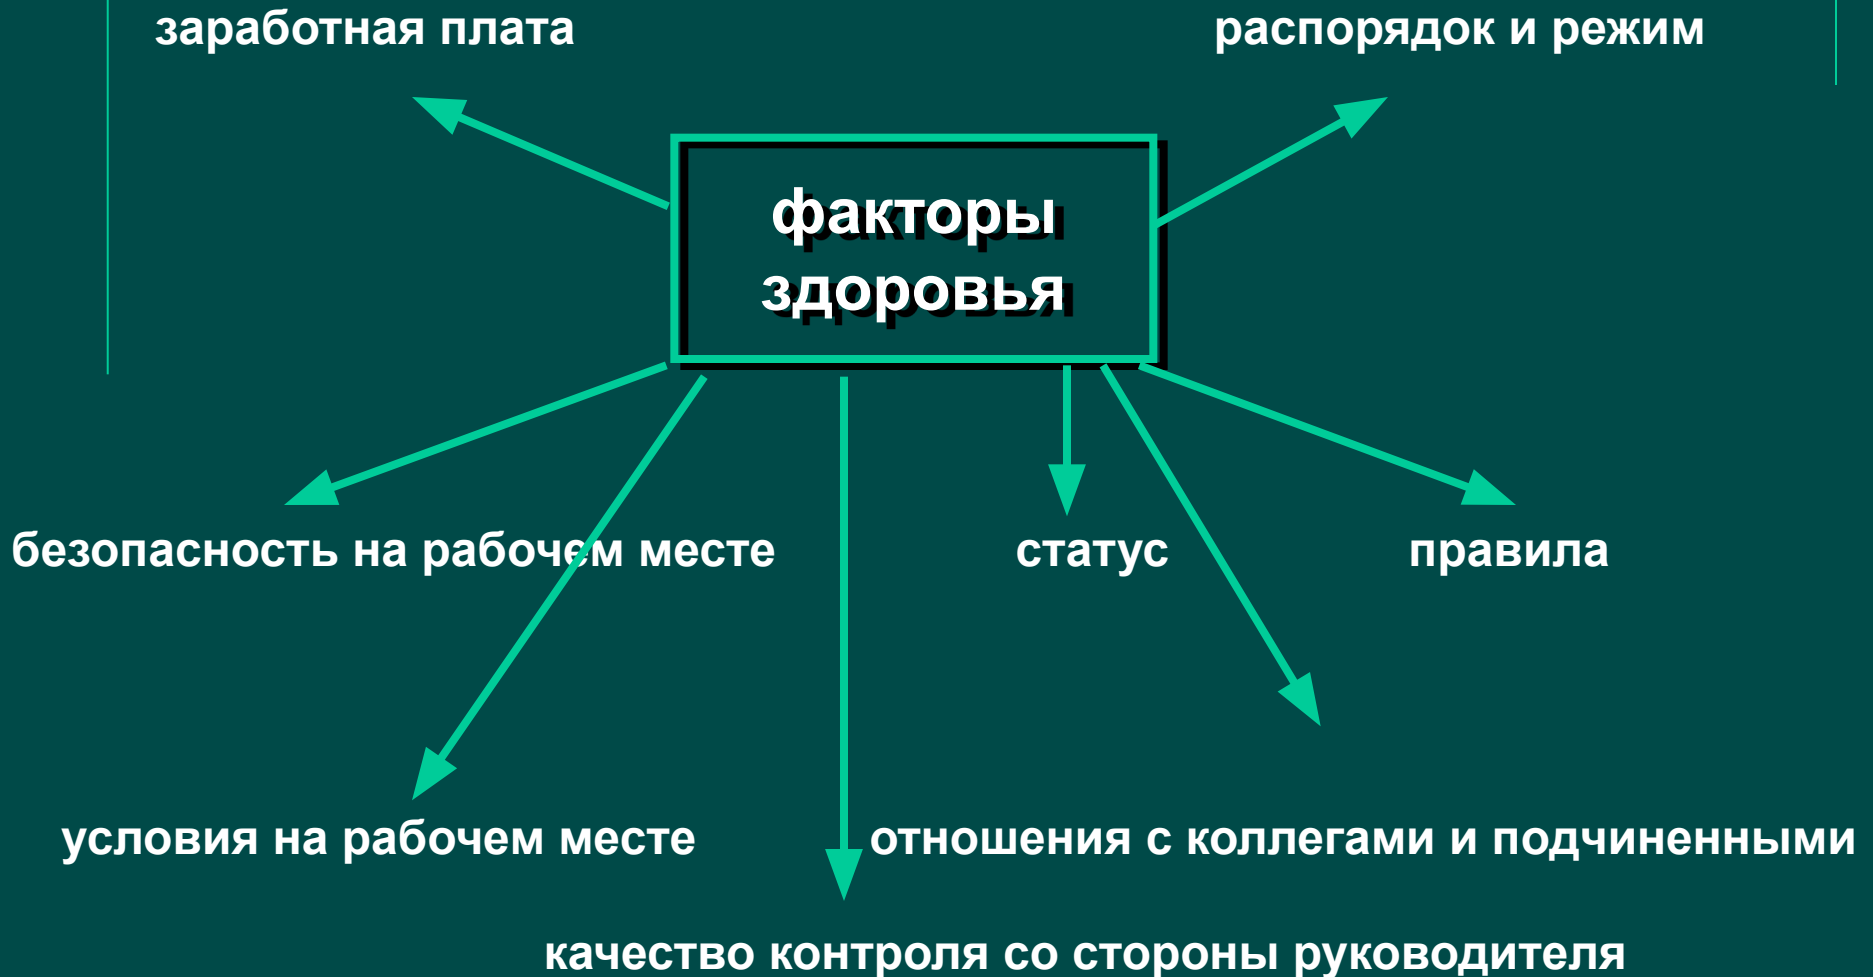 заработная плата
распорядок и режим
факторы
здоровья
безопасность на рабочем месте
статус
правила
условия на рабочем месте
отношения с коллегами и подчиненными
качество контроля со стороны руководителя